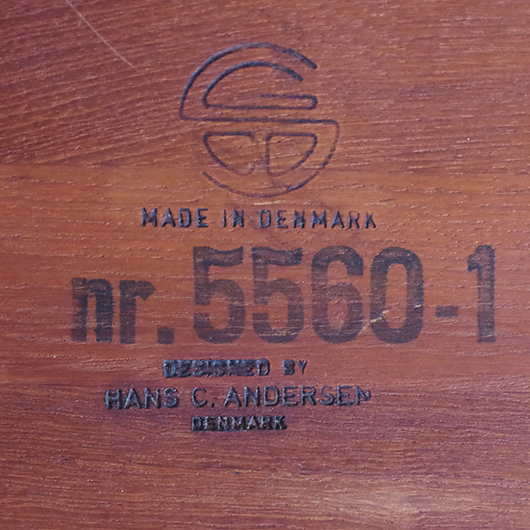 MADE IN DENMARK
nr. 5560-1
DESIGNED BY
HANS C. ANDERSEN
DENMARK